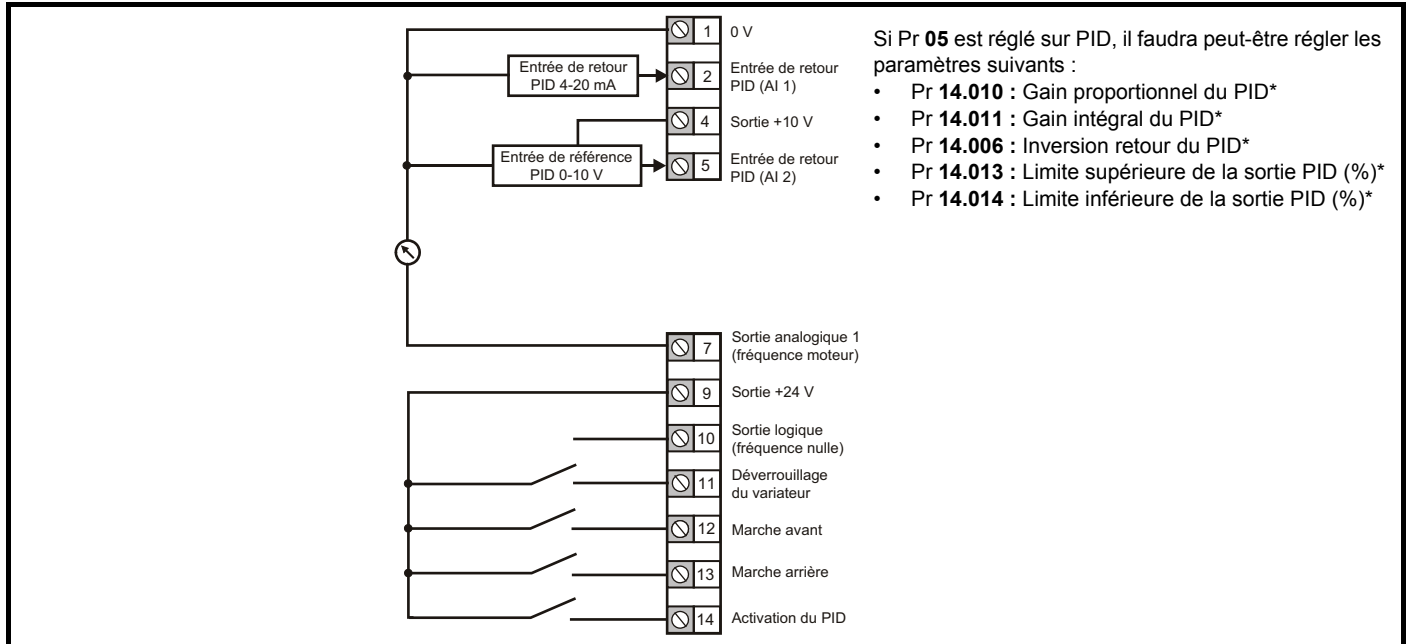 1
0 V
Entrée de retour
PID 4-20 mA
2
Entrée de retour
PID (AI 1)
4
Sortie +10 V
Entrée de référence
PID 0-10 V
5
Entrée de retour
PID (AI 2)
7
Sortie analogique 1
(fréquence moteur)
9
Sortie +24 V
10
Sortie logique
(fréquence nulle)
11
Déverrouillage
du variateur
12
Marche avant
13
Marche arrière
14
Activation du PID
Si Pr 05 est réglé sur PID, il faudra peut-être régler les
paramètres suivants :
• Pr 14.010 : Gain proportionnel du PID*
• Pr 14.011 : Gain intégral du PID*
• Pr 14.006 : Inversion retour du PID*
• Pr 14.013 : Limite supérieure de la sortie PID (%)*
• Pr 14.014 : Limite inférieure de la sortie PID (%)*